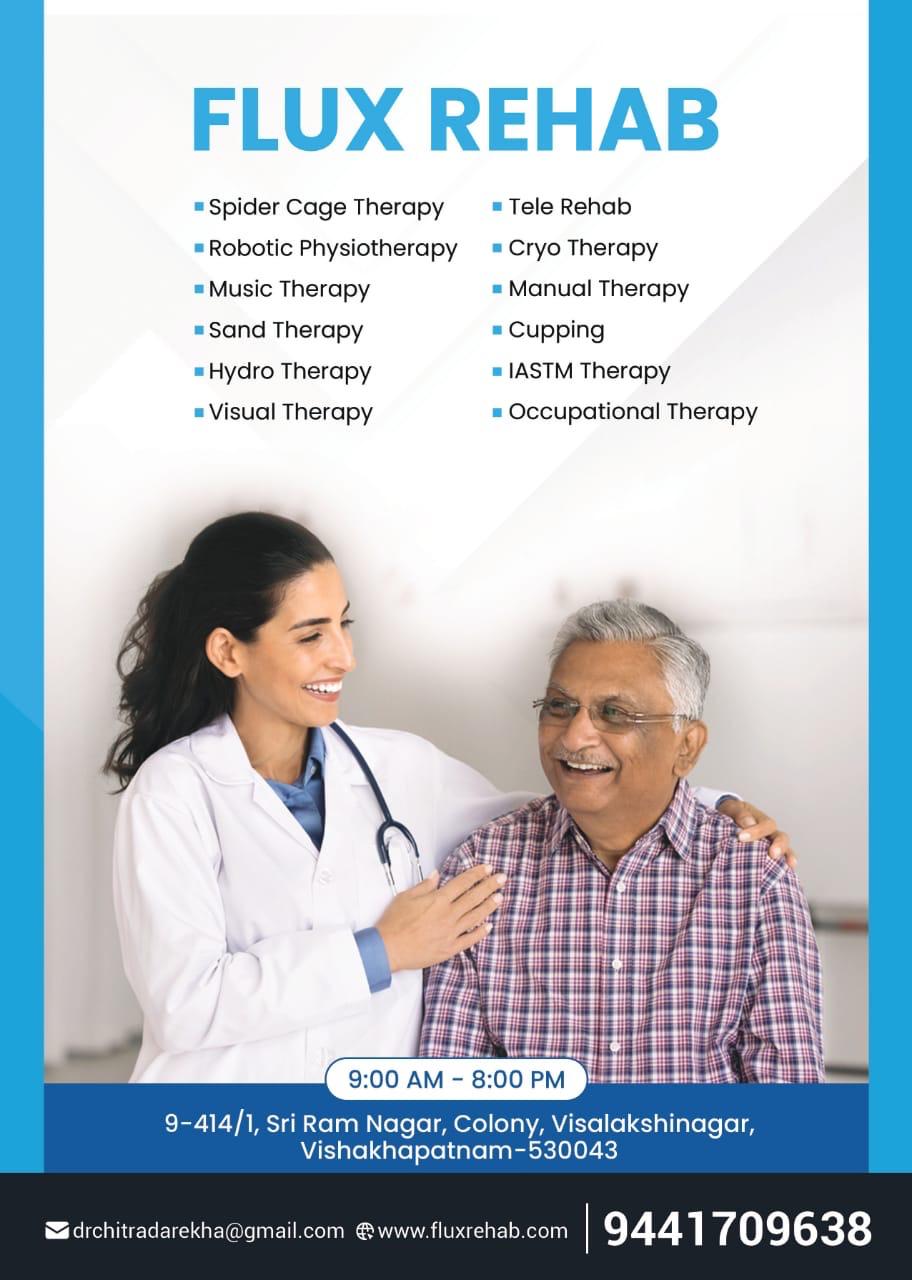 FLUX REHAB
Spider Cage Therapy
Robotic Physiotherapy
Music Therapy
Sand Therapy
Hydro Therapy
Visual Therapy
Tele Rehab
Cryo Therapy
Manual Therapy
Cupping
IASTM Therapy
Occupational Therapy
9:00 AM - 8:00 PM
9-414/1, Sri Ram Nagar, Colony, Visalakshinagar,
Vishakhapatnam-530043
drchitradarekha@gmail.com www.fluxrehab.com 9441709638